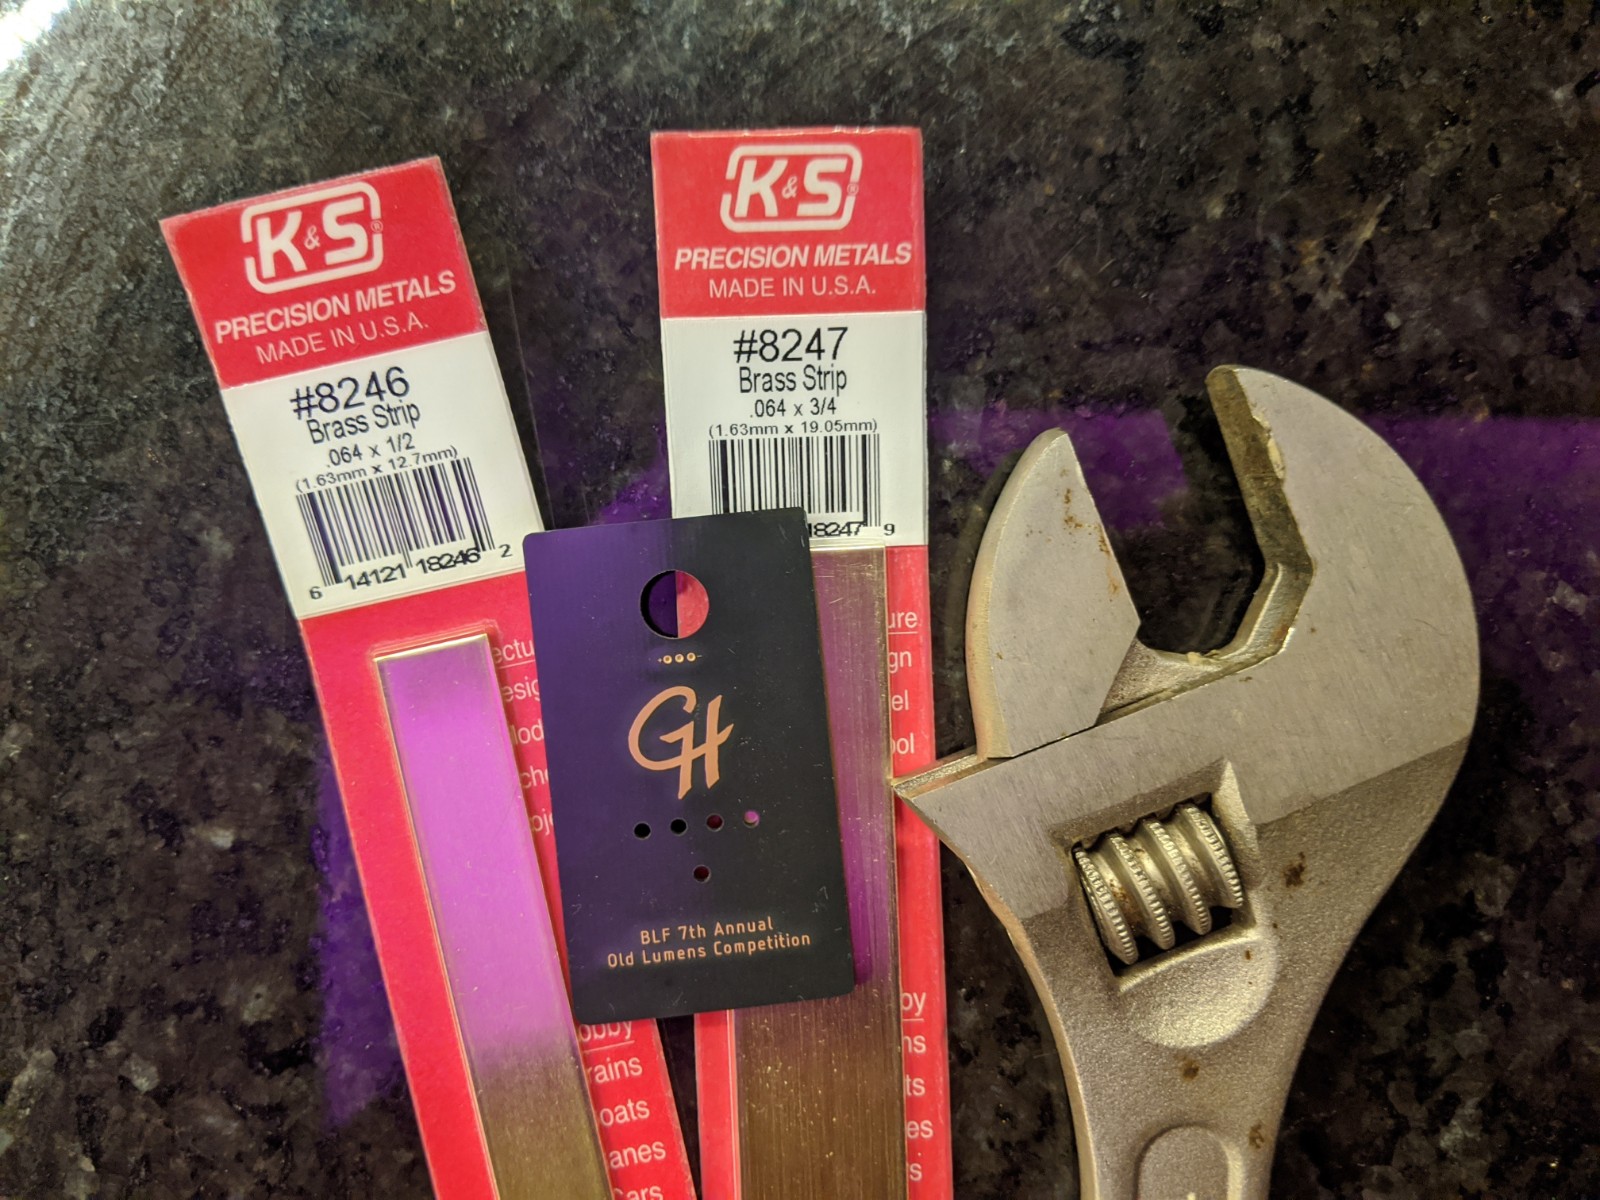 K&S®
PRECISION METALS
MADE IN U.S.A.
#8246
Brass Strip
.064 x 1/2
(1.63mm x 12.7mm)
6 14121 18246 2
K&S®
PRECISION METALS
MADE IN U.S.A.
#8247
Brass Strip
.064 x 3/4
(1.63mm x 19.05mm)
18247 9
GH
BLF 7th Annual
Old Lumens Competition